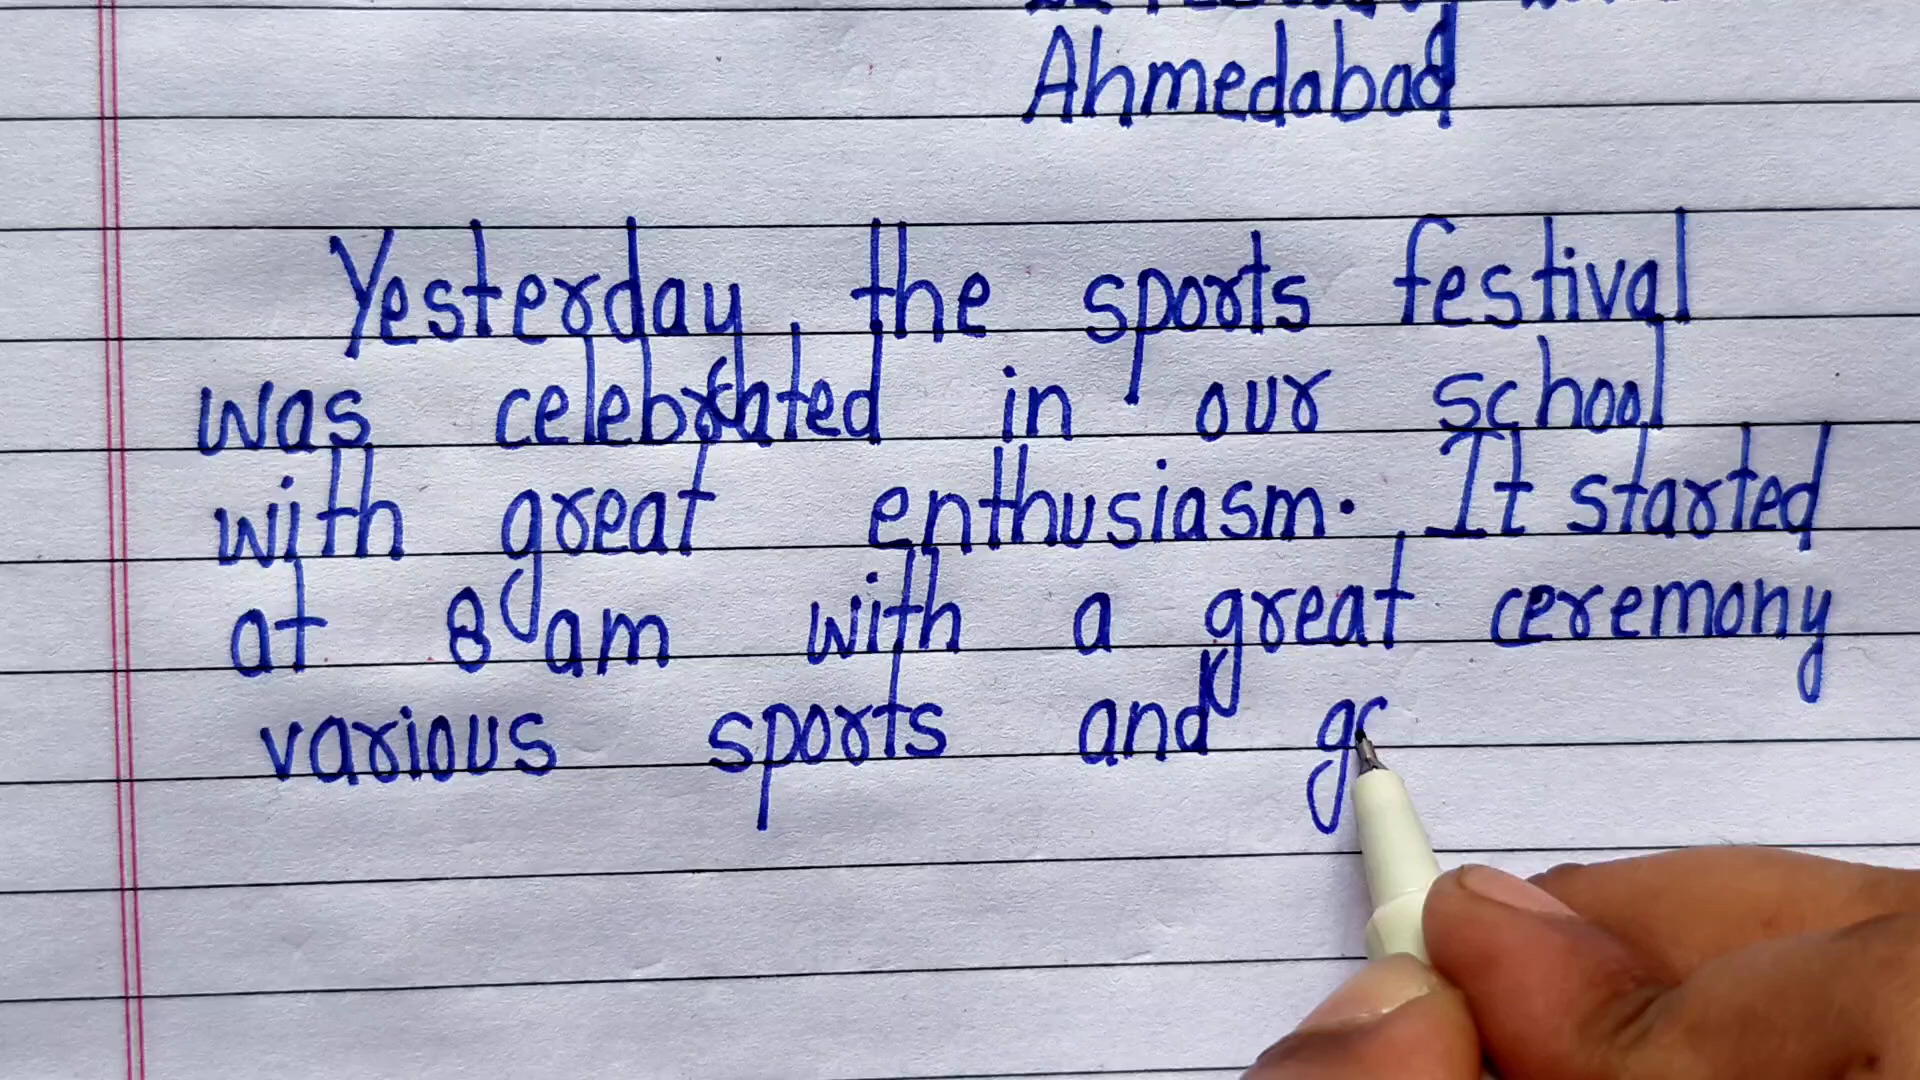 Ahmedabad
Yesterday, the sports festival
was celebrated in our school
with great enthusiasm. It started
at 8 am with a great ceremony
various sports and